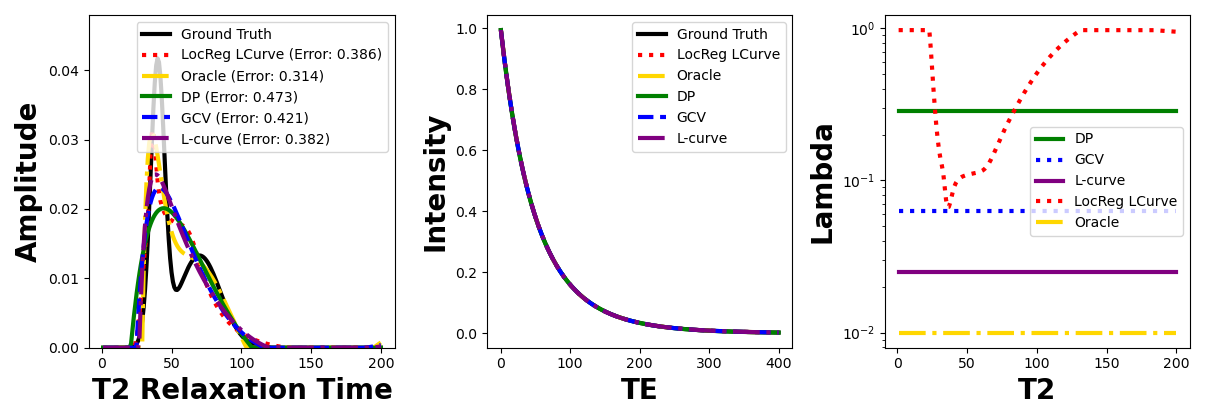 Amplitude
0.00
0.01
0.02
0.03
0.04
0
50
100
150
200
T2 Relaxation Time
Ground Truth
LocReg LCurve (Error: 0.386)
Oracle (Error: 0.314)
DP (Error: 0.473)
GCV (Error: 0.421)
L-curve (Error: 0.382)
Intensity
0.0
0.2
0.4
0.6
0.8
1.0
0
100
200
300
400
TE
Ground Truth
LocReg LCurve
Oracle
DP
GCV
L-curve
Lambda
10⁰
10⁻¹
10⁻²
0
50
100
150
200
T2
DP
GCV
L-curve
LocReg LCurve
Oracle